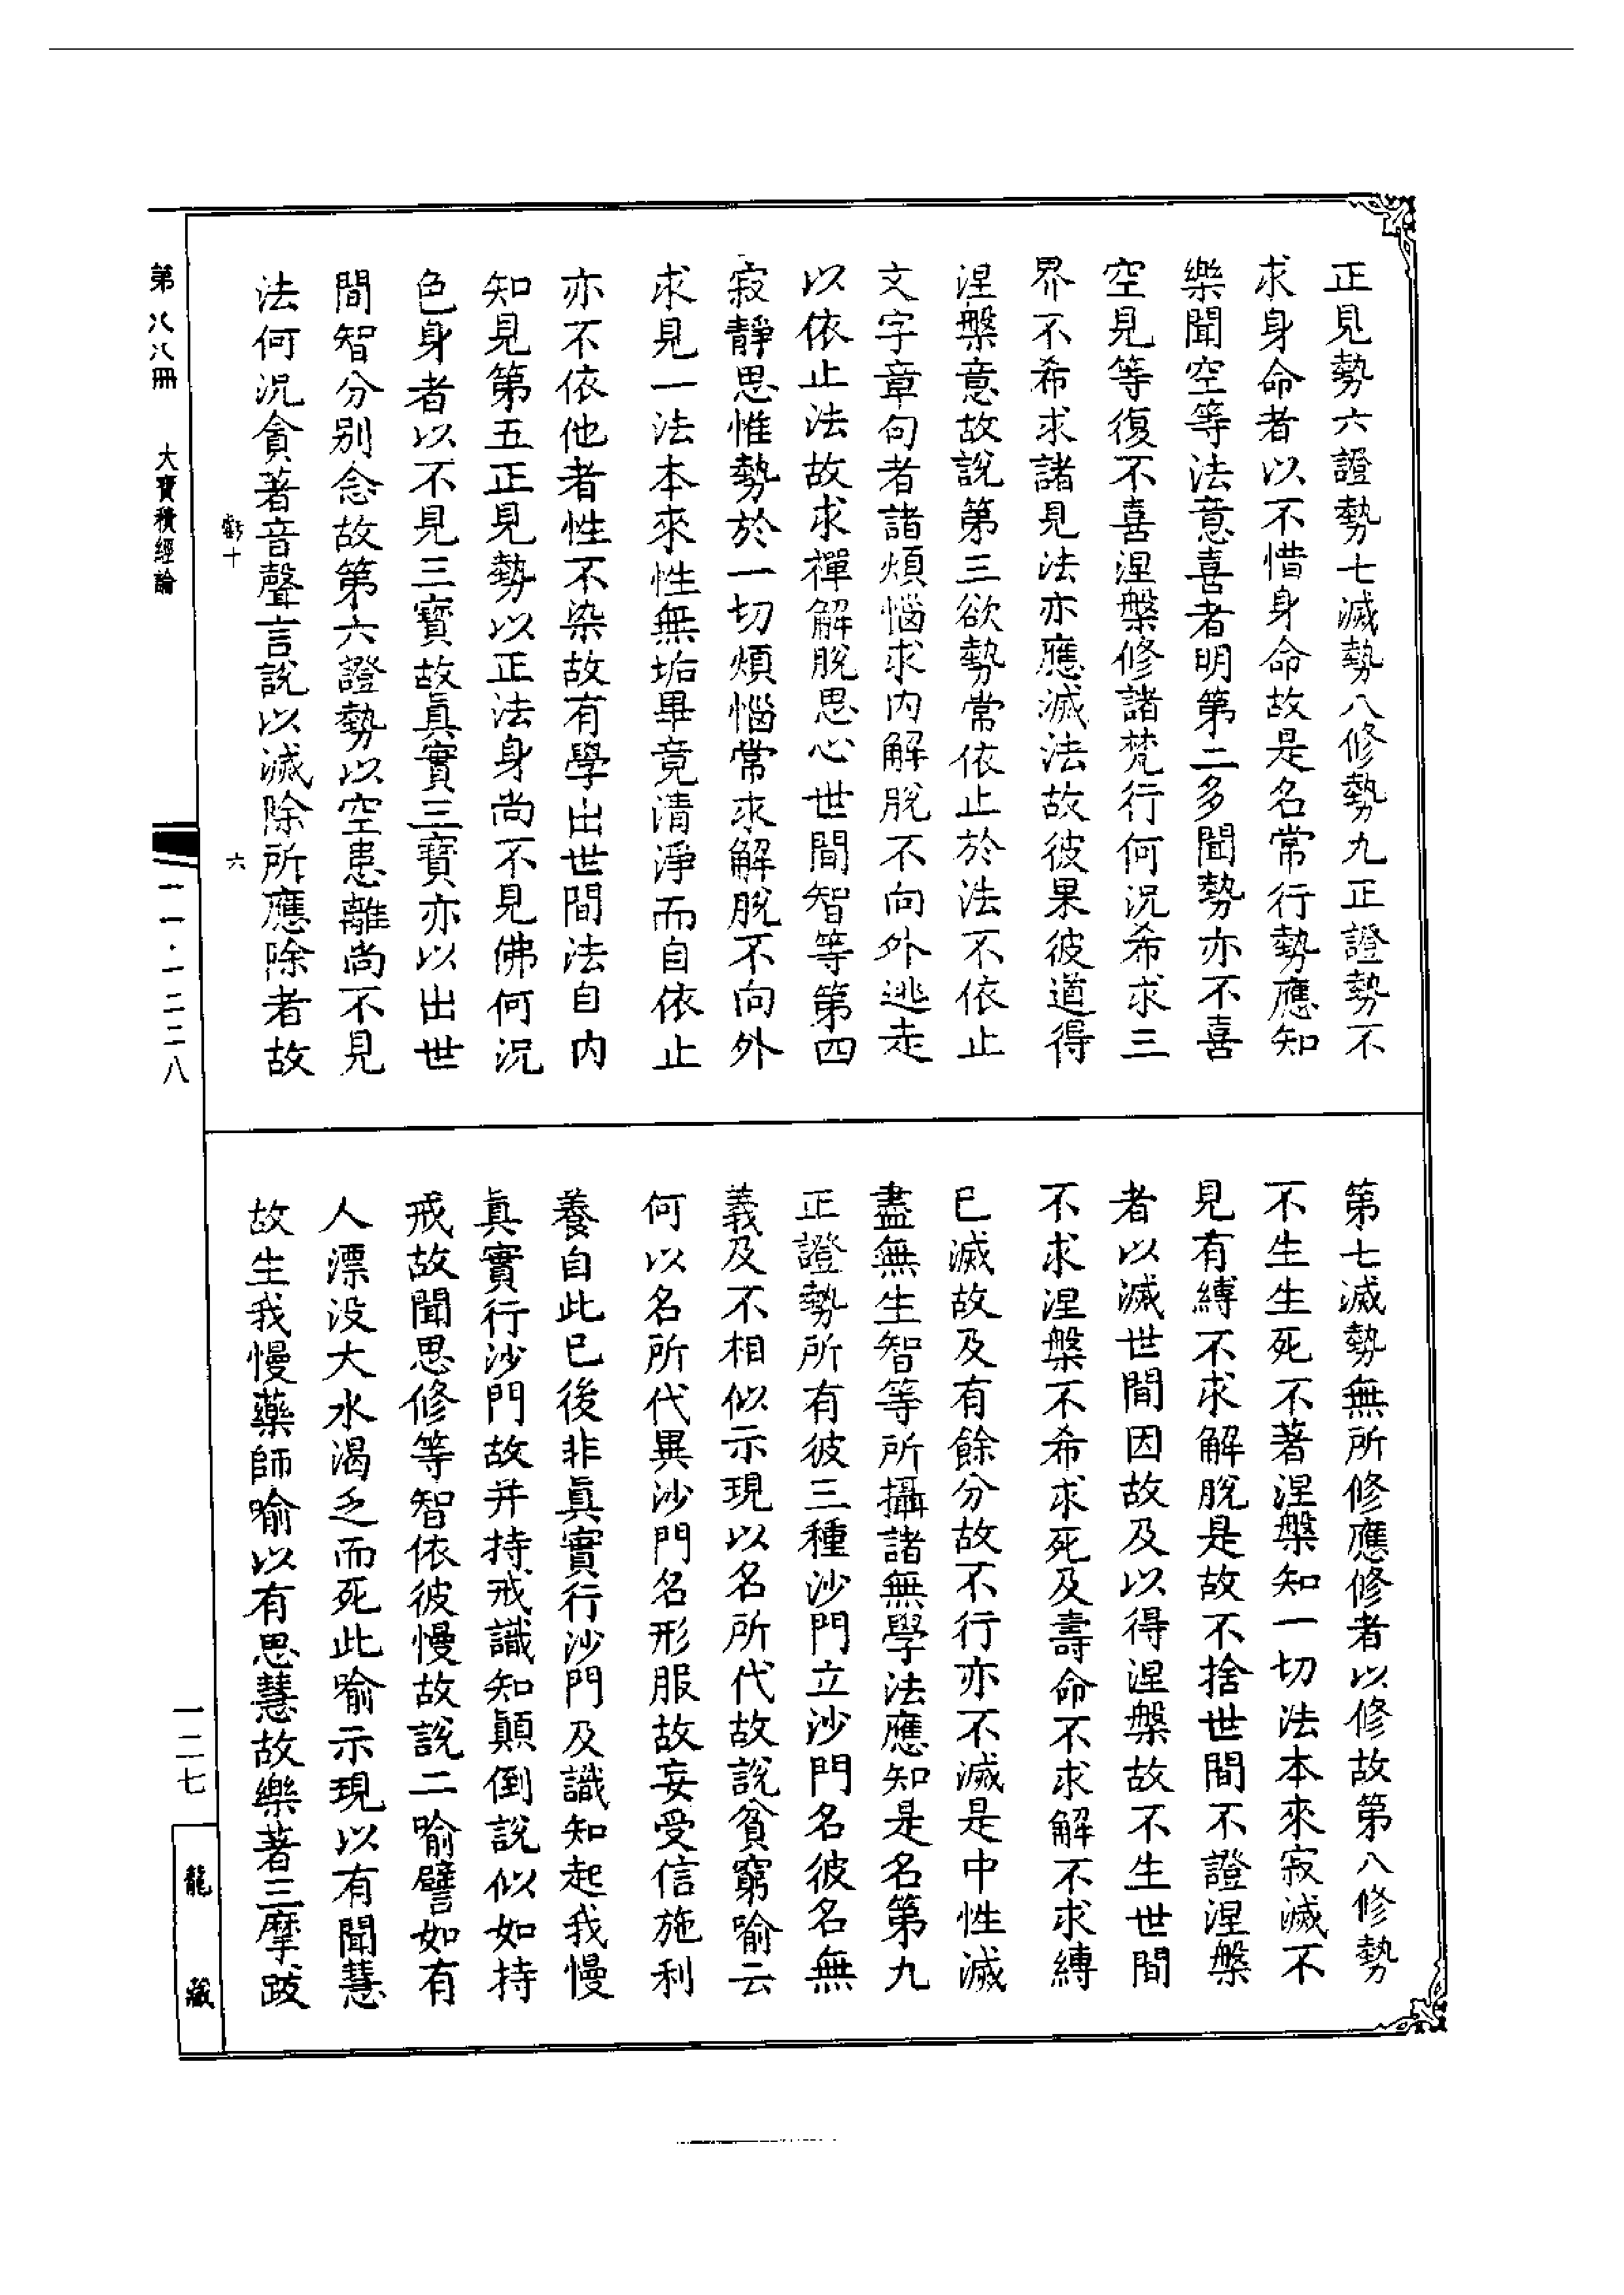 正見勢六證勢七滅勢八修勢九正證勢不
求身命者以不惜身命故是名常行勢應知
樂聞空等法意喜者明第二多聞勢亦不喜
空見等復不喜涅槃修諸梵行何況希求三
界不希求諸見法亦應滅法故彼果彼道得
涅槃意故說第三欲勢常依止於法不依止
文字章句者諸煩惱求內解脫不向外逃走
以依止法故求禪解脫思心世間智等第四
寂靜思惟勢於一切煩惱常求解脫不向外
求見一法本來性無垢畢竟清淨而自依止
亦不依他者性不染故有學出世間法自內
知見第五正見勢以正法身尚不見佛何況
色身者以不見三寶故真實三寶亦以出世
間智分別念故第六證勢以空患離尚不見
法何況貪著音聲言說以滅除所應除者故
第七滅勢無所修應修者以修故第八修勢
不生生死不著涅槃知一切法本來寂滅不
見有縛不求解脫是故不捨世間不證涅槃
者以滅世間因故及以得涅槃故不生世間
不求涅槃不希求死及壽命不求解不求縛
已滅故及有餘分故不行亦不滅是中性滅
盡無生智等所攝諸無學法應知是名第九
正證勢所有彼三種沙門立沙門名彼名無
義及不相似示現以名所代故說貧窮喻云
何以名所代異沙門名形服故妄受信施利
養自此已後非真實行沙門及識知起我慢
真實行沙門故并持戒識知顛倒說似如持
戒故聞思修等智依彼慢故說二喻譬如有
人漂没大水渴乏而死此喻示現以有聞慧
故生我慢藥師喻以有思慧故樂著三摩跋
虧十
六
第八八冊
大寶積經論
一一·一二二八
一二七
龍藏